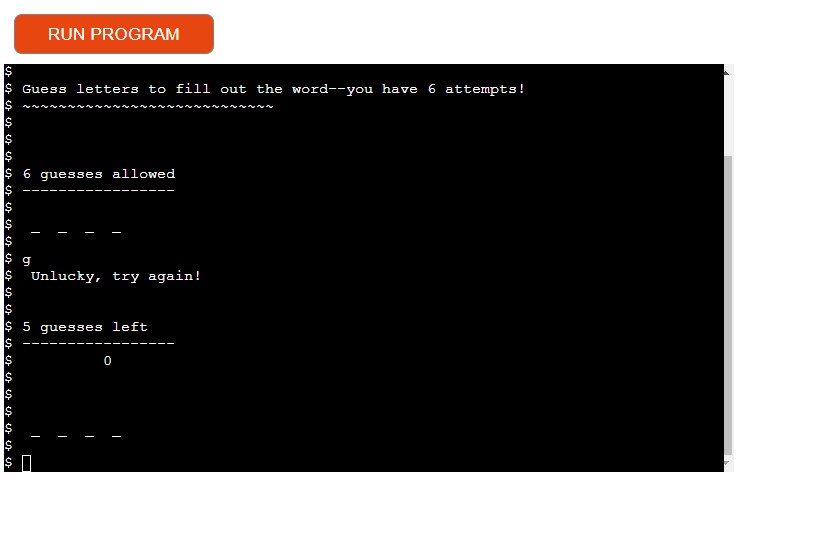 RUN PROGRAM
$
$ Guess letters to fill out the word--you have 6 attempts!
$ ~~~~~~~~~~~~~~~~~~~~~~~~~~~~
$
$
$
$ 6 guesses allowed
$ -----------------
$
$  _  _  _  _
$
$ g
$  Unlucky, try again!
$
$
$ 5 guesses left
$ -----------------
$          0
$
$
$
$  _  _  _  _
$
$